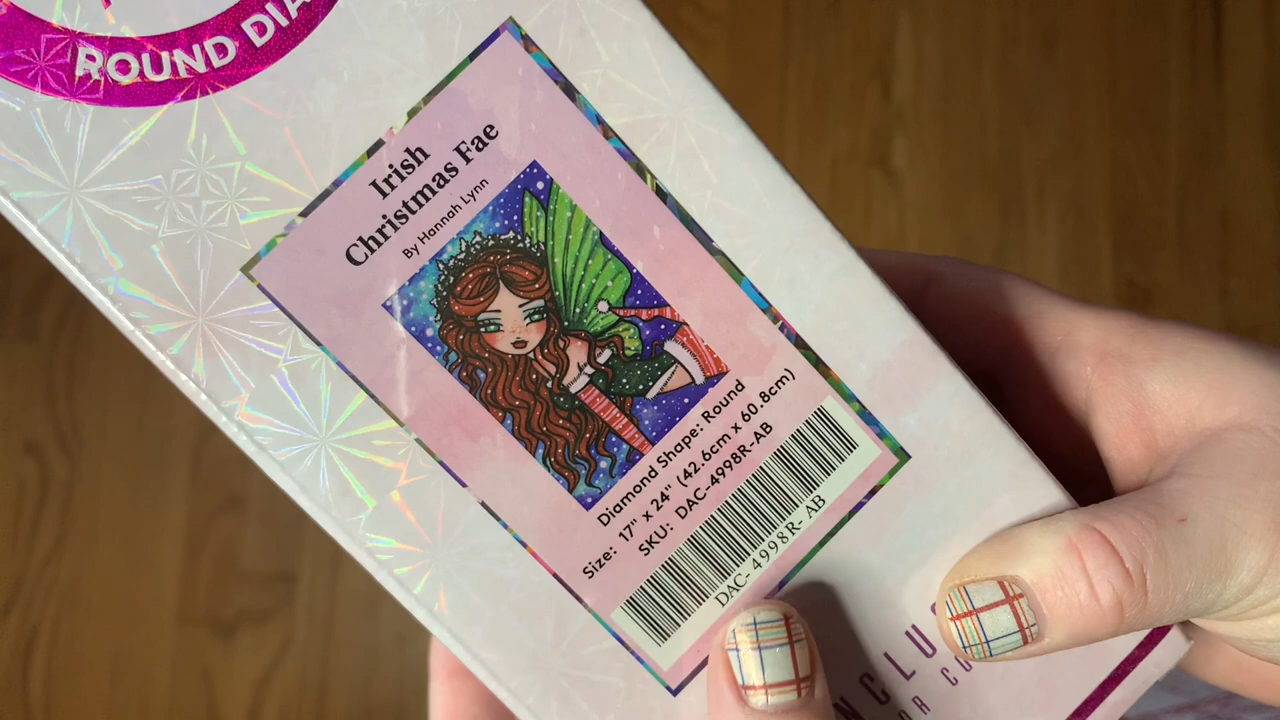 ROUND
Irish
Christmas Fae
By Hannah Lynn
Diamond Shape: Round
Size: 17" x 24" (42.6cm x 60.8cm)
SKU: DAC-4998R-AB
DAC- 4998R- AB